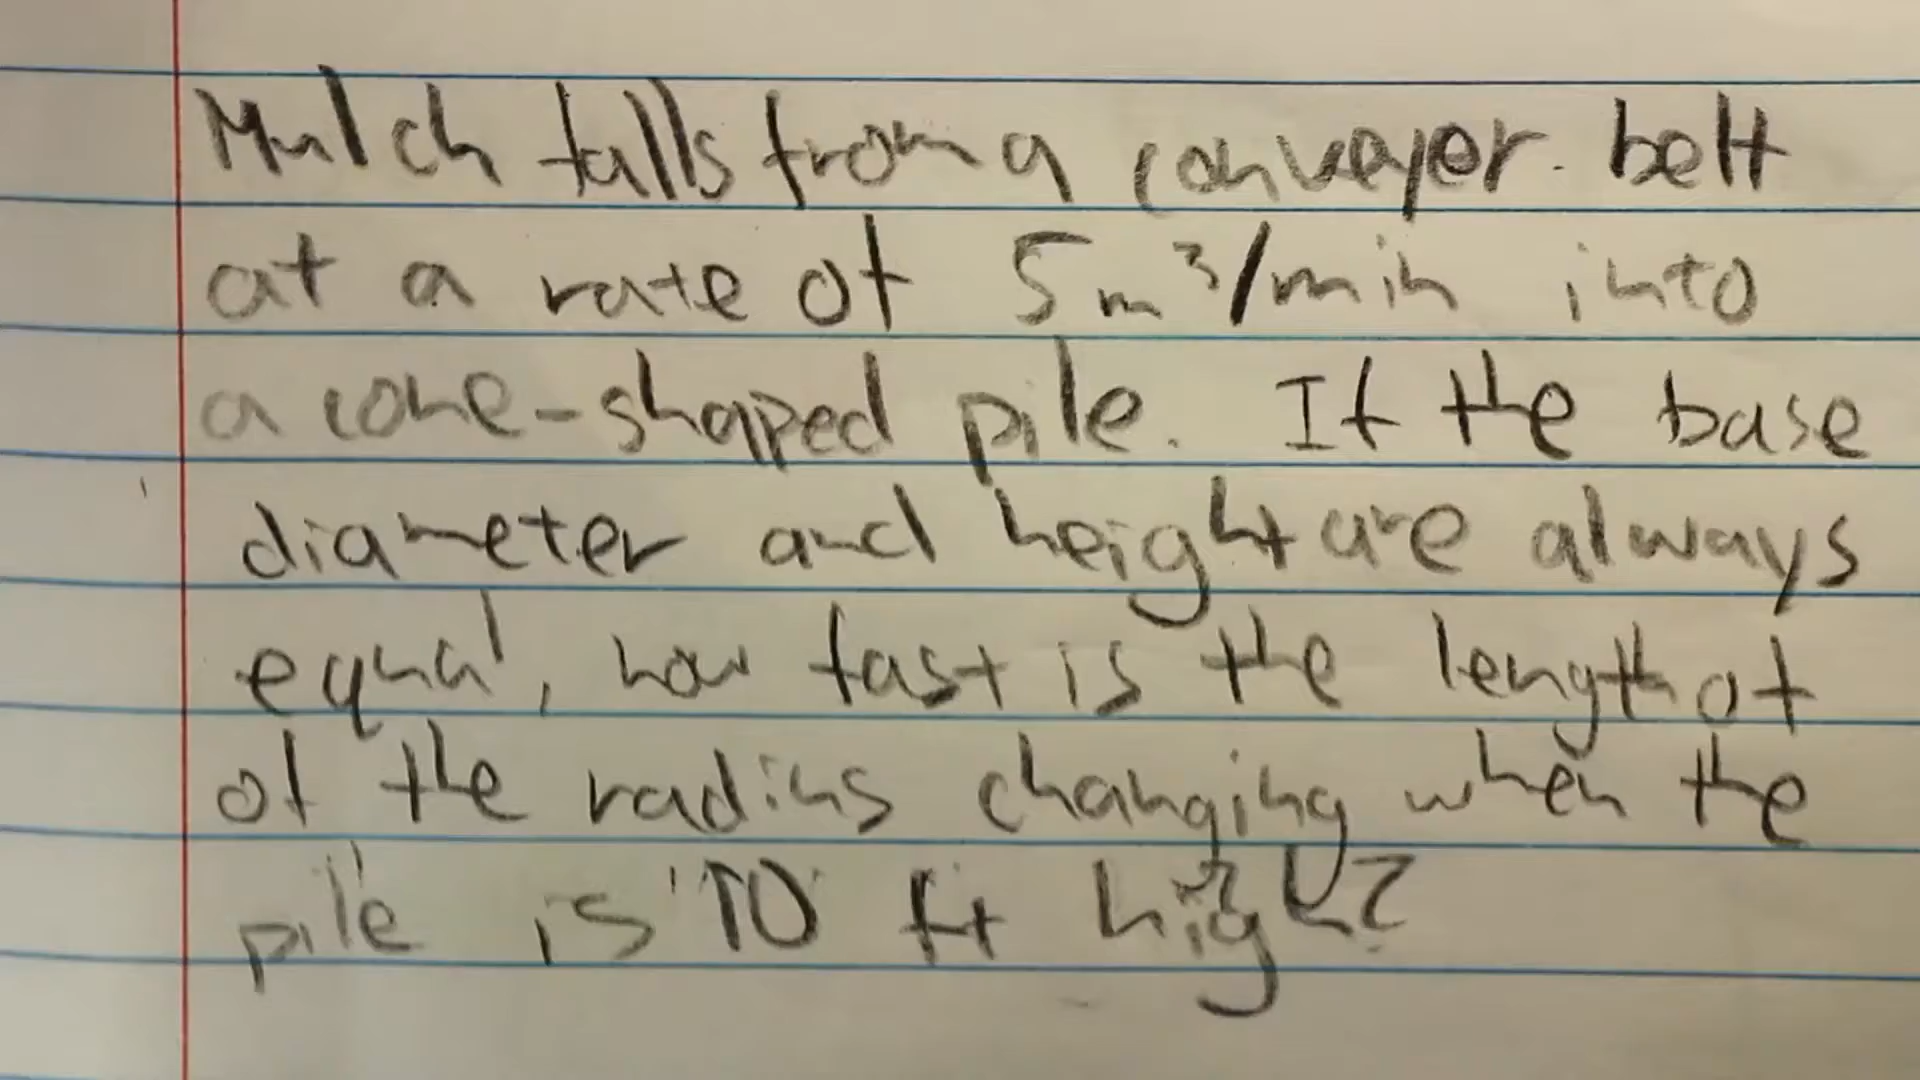 Mulch falls from a conveyer belt
at a rate of 5m³/min into
a cone-shaped pile. If the base
diameter and height are always
equal, how fast is the length of
of the radius changing when the
pile is 10 ft high?